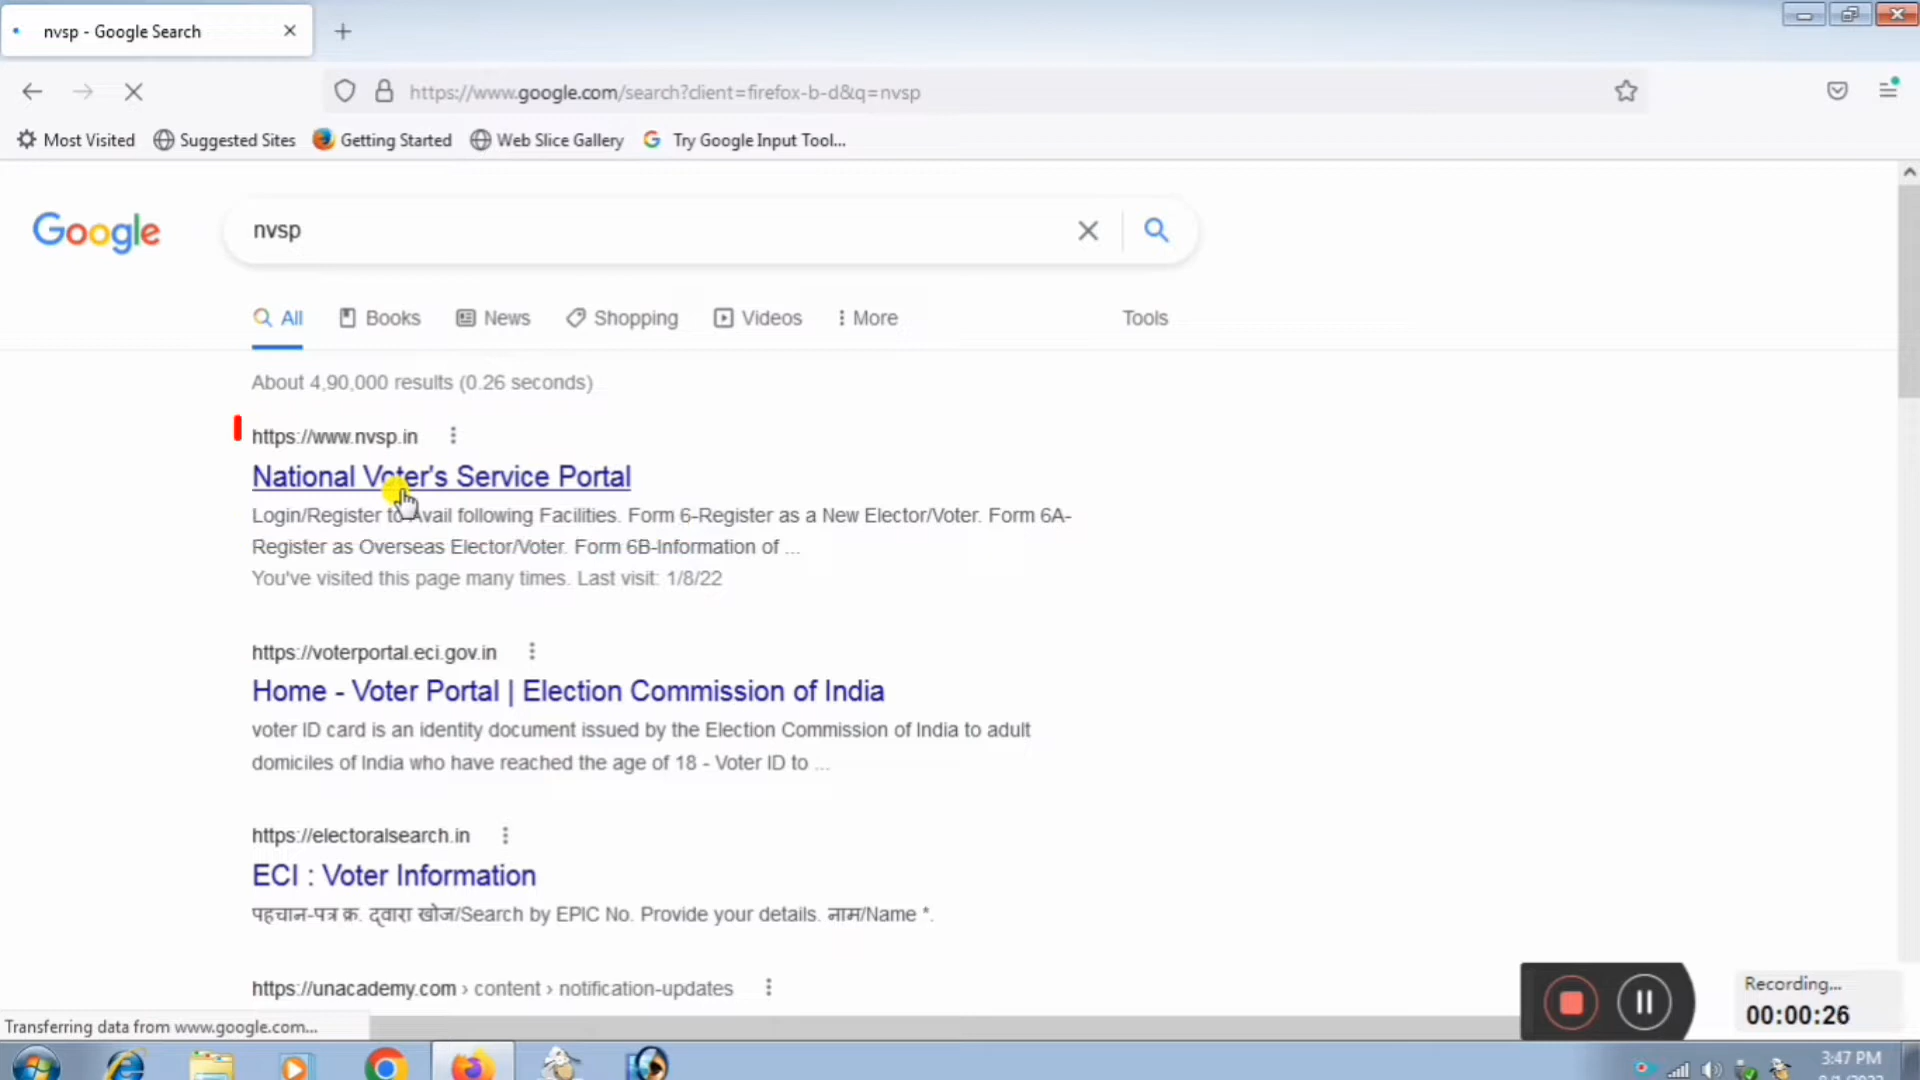 nvsp - Google Search
https://www.google.com/search?client=firefox-b-d&q=nvsp
Most Visited Suggested Sites Getting Started Web Slice Gallery Try Google Input Tool...
Google
nvsp
All Books News Shopping Videos More Tools
About 4,90,000 results (0.26 seconds)
https://www.nvsp.in
National Voter's Service Portal
Login/Register to Avail following Facilities. Form 6-Register as a New Elector/Voter. Form 6A-
Register as Overseas Elector/Voter. Form 6B-Information of ...
You've visited this page many times. Last visit: 1/8/22
https://voterportal.eci.gov.in
Home - Voter Portal | Election Commission of India
voter ID card is an identity document issued by the Election Commission of India to adult
domiciles of India who have reached the age of 18 - Voter ID to ...
https://electoralsearch.in
ECI : Voter Information
पहचान-पत्र क्र. द्वारा खोज/Search by EPIC No. Provide your details. नाम/Name *.
https://unacademy.com › content › notification-updates
Recording...
00:00:26
Transferring data from www.google.com...
3:47 PM